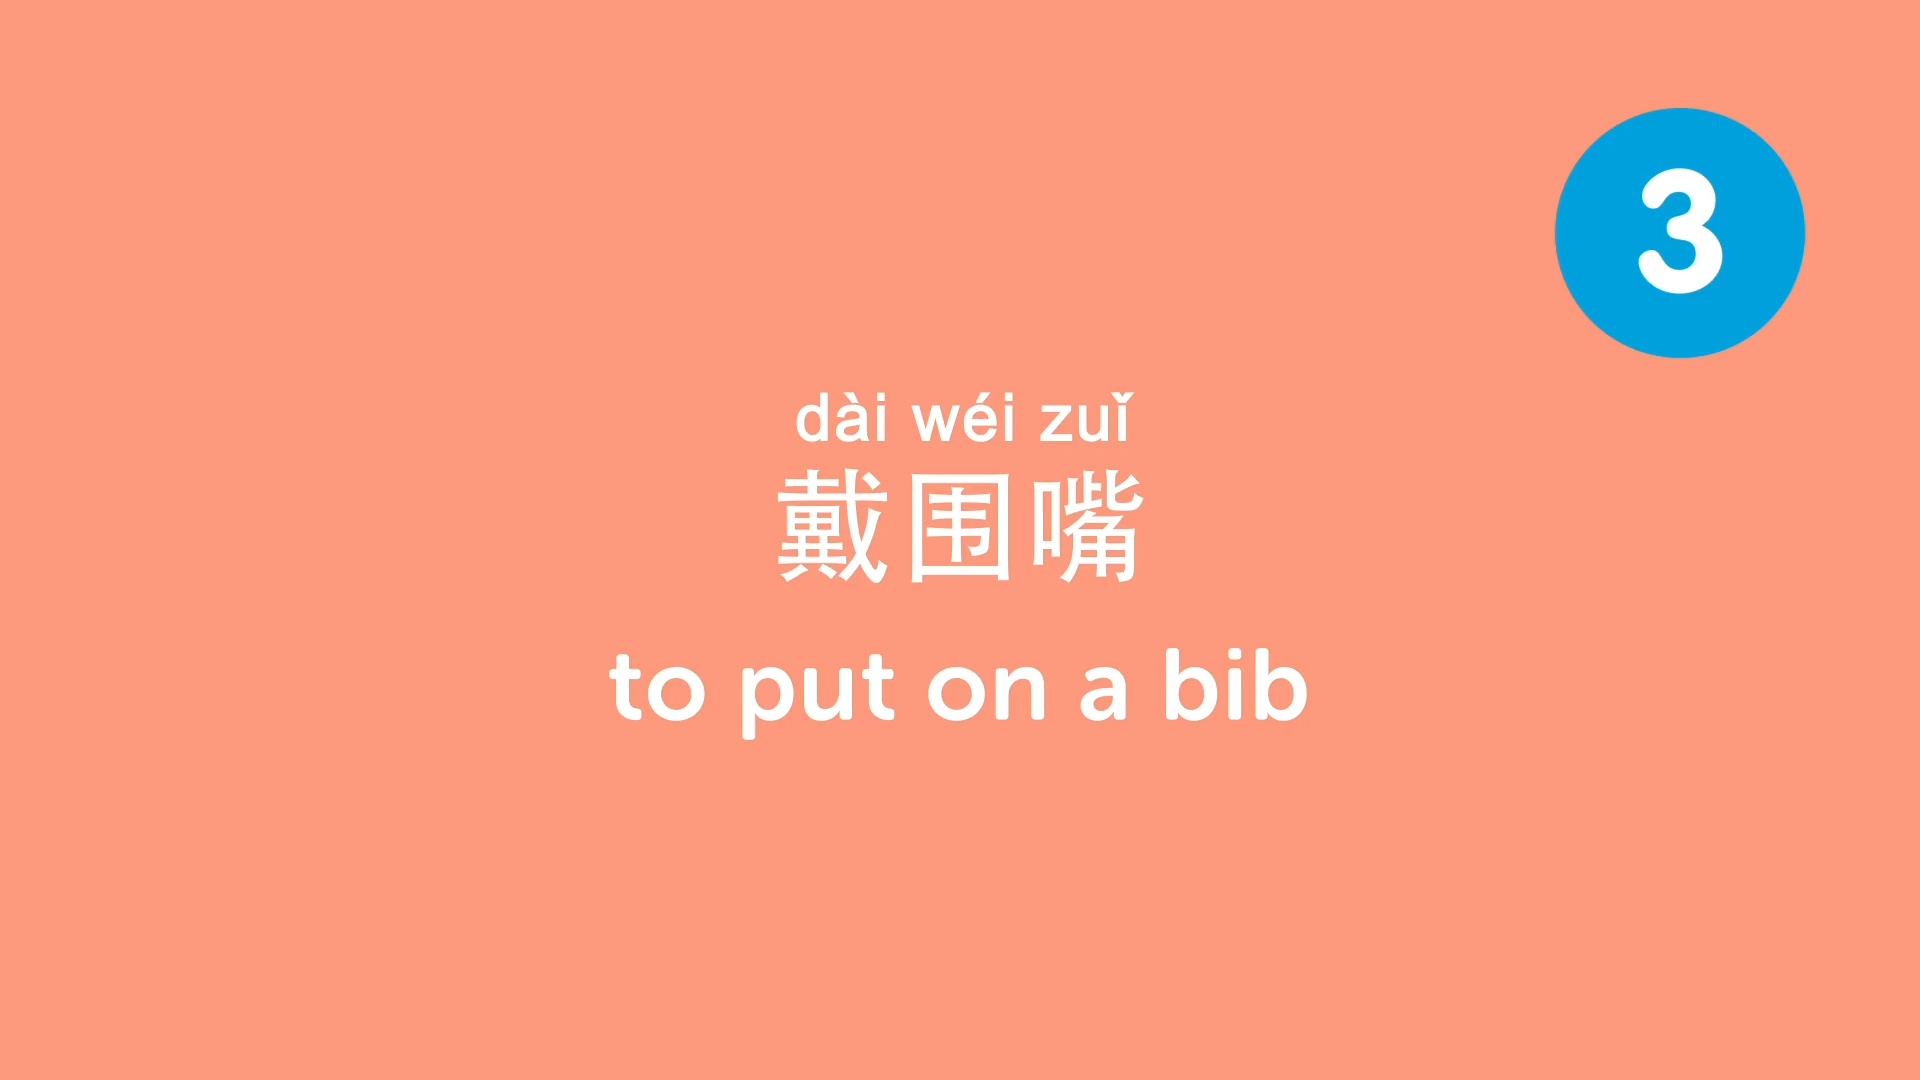 3
dài wéi zuǐ
戴围嘴
to put on a bib